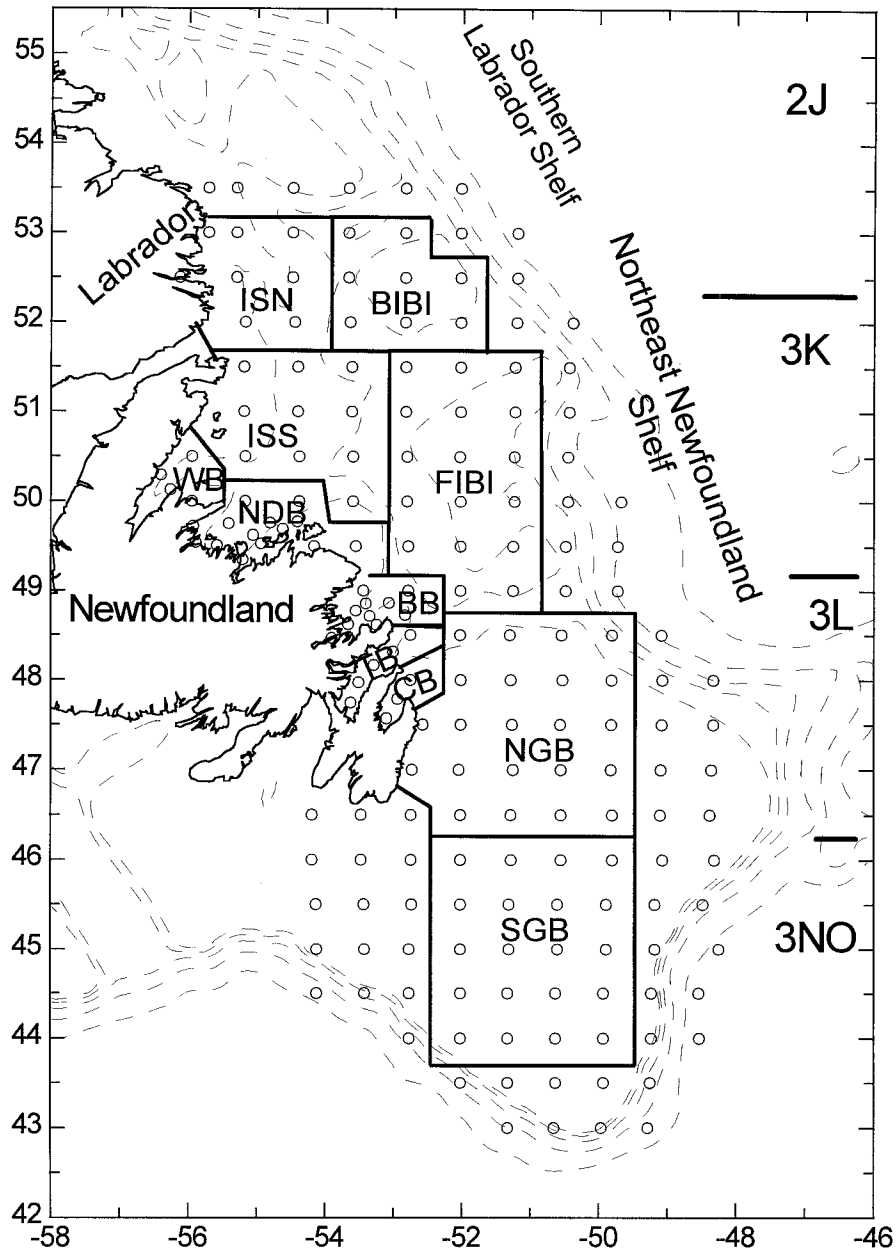 55
54
53
52
51
50
49
48
47
46
45
44
43
42
-58
-56
-54
-52
-50
-48
-46
Southern
Labrador Shelf
2J
Labrador
Northeast Newfoundland
Shelf
ISN
BIBI
3K
ISS
WB
FIBI
NDB
Newfoundland
BB
3L
TB
CB
NGB
SGB
3NO